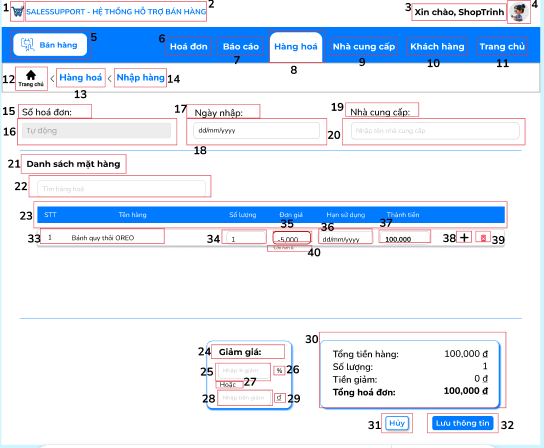 1 SALESSUPPORT - HỆ THỐNG HỖ TRỢ BÁN HÀNG 2 3 Xin chào, ShopTrinh 4
Bán hàng 5 6 Hoá đơn Báo cáo 7 Hàng hoá 8 Nhà cung cấp 9 Khách hàng 10 Trang chủ 11
12 Trang chủ < Hàng hoá 13 < Nhập hàng 14
15 Số hoá đơn: 17 Ngày nhập: 19 Nhà cung cấp:
16 Tự động 18 dd/mm/yyyy 20 Nhập tên nhà cung cấp
21 Danh sách mặt hàng
22 Tìm hàng hoá
23 STT Tên hàng Số lượng Đơn giá Hạn sử dụng Thành tiền
35 36 37
33 1 Bánh quy thỏi OREO 34 1 -5,000 dd/mm/yyyy 100,000 38 + 39
40
24 Giảm giá: 30
25 Nhập % giảm % 26
Hoặc 27
28 Nhập tiền giảm đ 29
Tổng tiền hàng: 100,000 đ
Số lượng: 1
Tiền giảm: 0 đ
Tổng hoá đơn: 100,000 đ
31 Hủy Lưu thông tin 32